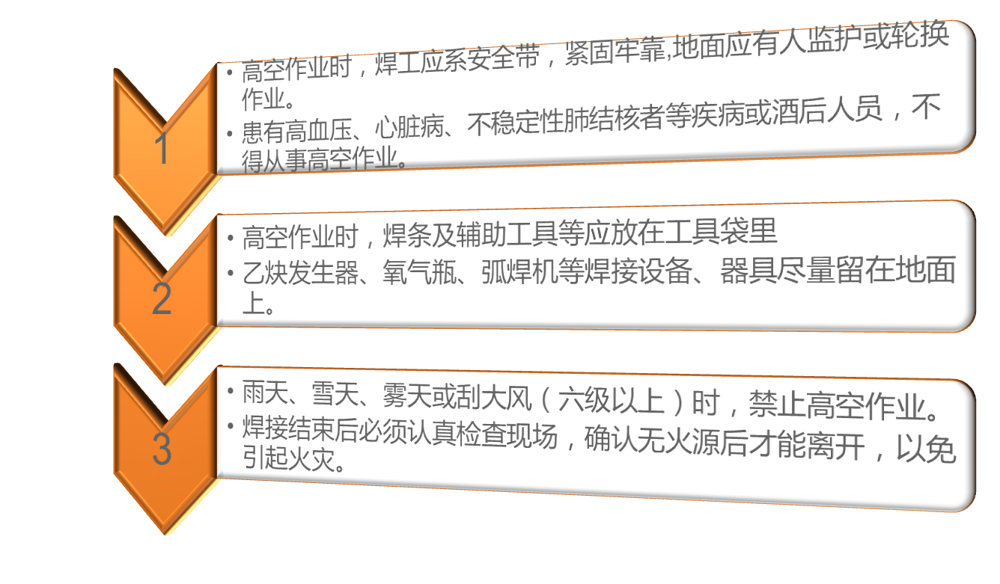 1
• 高空作业时，焊工应系安全带，紧固牢靠,地面应有人监护或轮换
作业。
• 患有高血压、心脏病、不稳定性肺结核者等疾病或酒后人员，不
得从事高空作业。
2
• 高空作业时，焊条及辅助工具等应放在工具袋里
• 乙炔发生器、氧气瓶、弧焊机等焊接设备、器具尽量留在地面
上。
3
• 雨天、雪天、雾天或刮大风（六级以上）时，禁止高空作业。
• 焊接结束后必须认真检查现场，确认无火源后才能离开，以免
引起火灾。